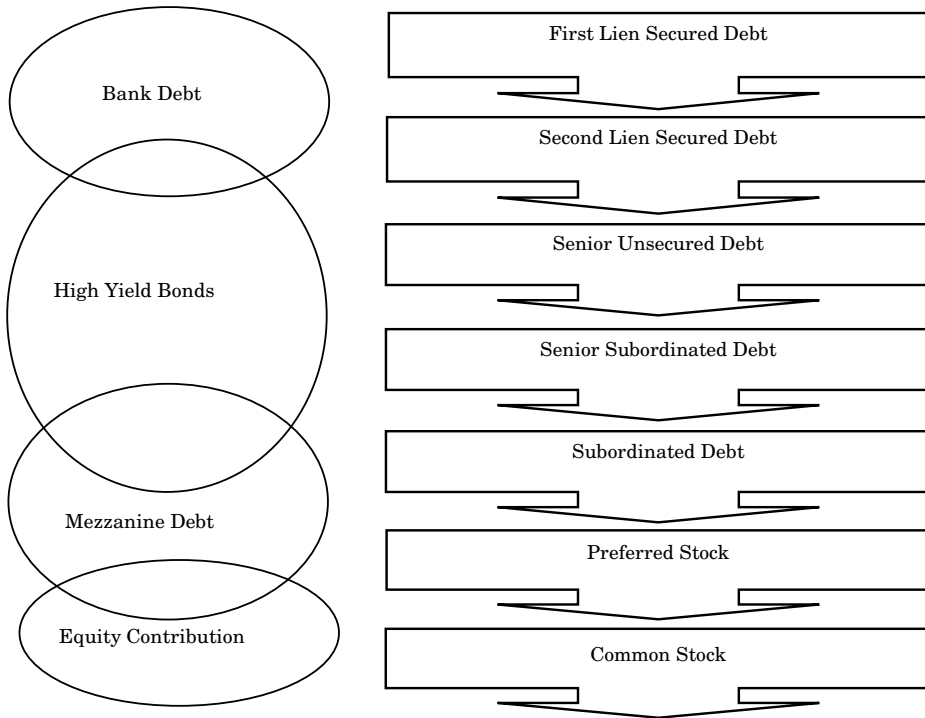 Bank Debt
High Yield Bonds
Mezzanine Debt
Equity Contribution
First Lien Secured Debt
Second Lien Secured Debt
Senior Unsecured Debt
Senior Subordinated Debt
Subordinated Debt
Preferred Stock
Common Stock